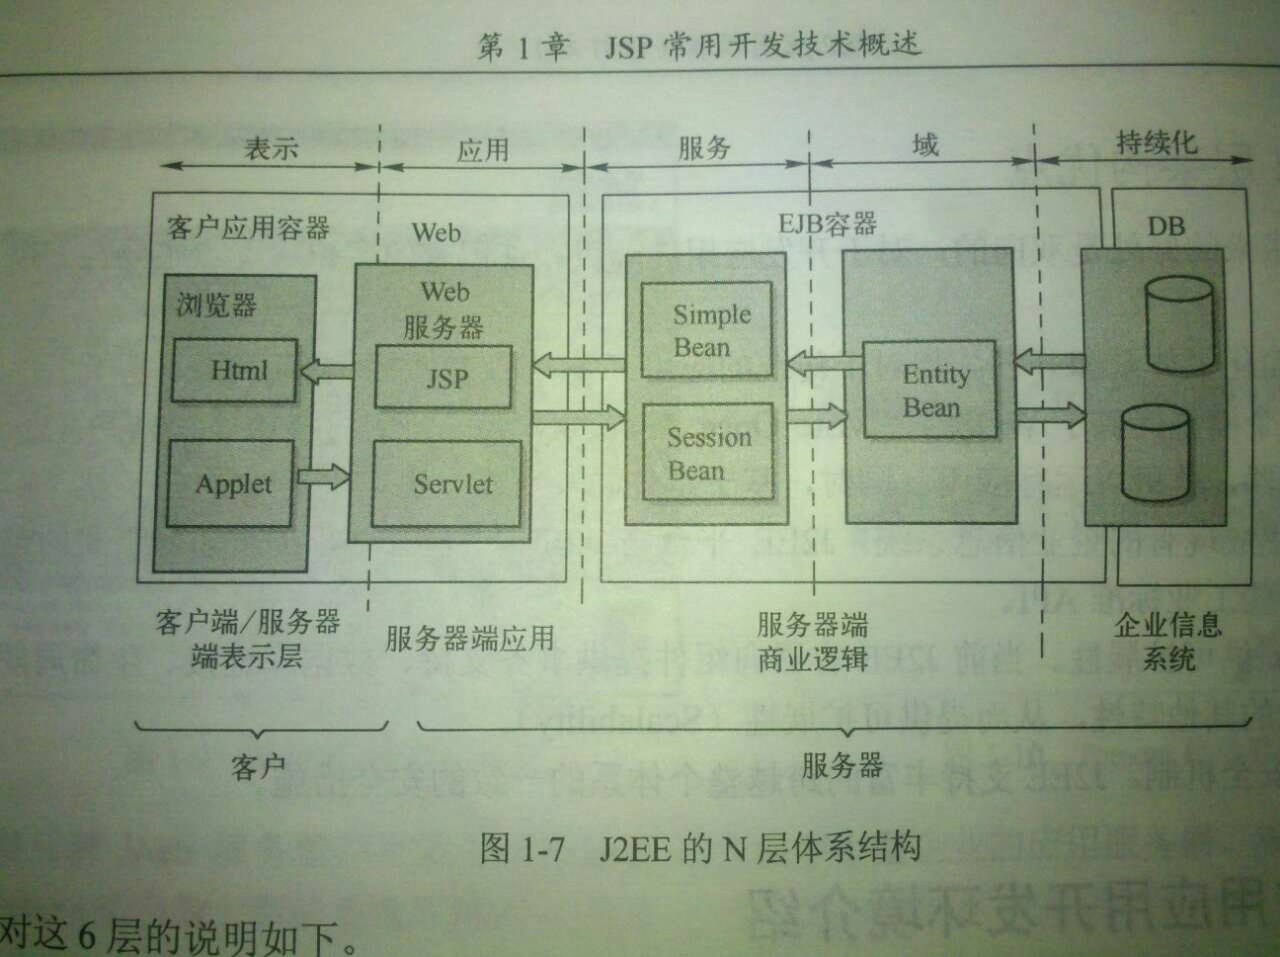 第 1 章 JSP 常用开发技术概述
表示 应用 服务 域 持续化
客户应用容器
Web
EJB容器
DB
浏览器
Html
Applet
Web
服务器
JSP
Servlet
Simple
Bean
Session
Bean
Entity
Bean
客户端/服务器
端表示层
服务器端应用
服务器端
商业逻辑
企业信息
系统
客户
服务器
图 1-7 J2EE 的 N 层体系结构
对这 6 层的说明如下。